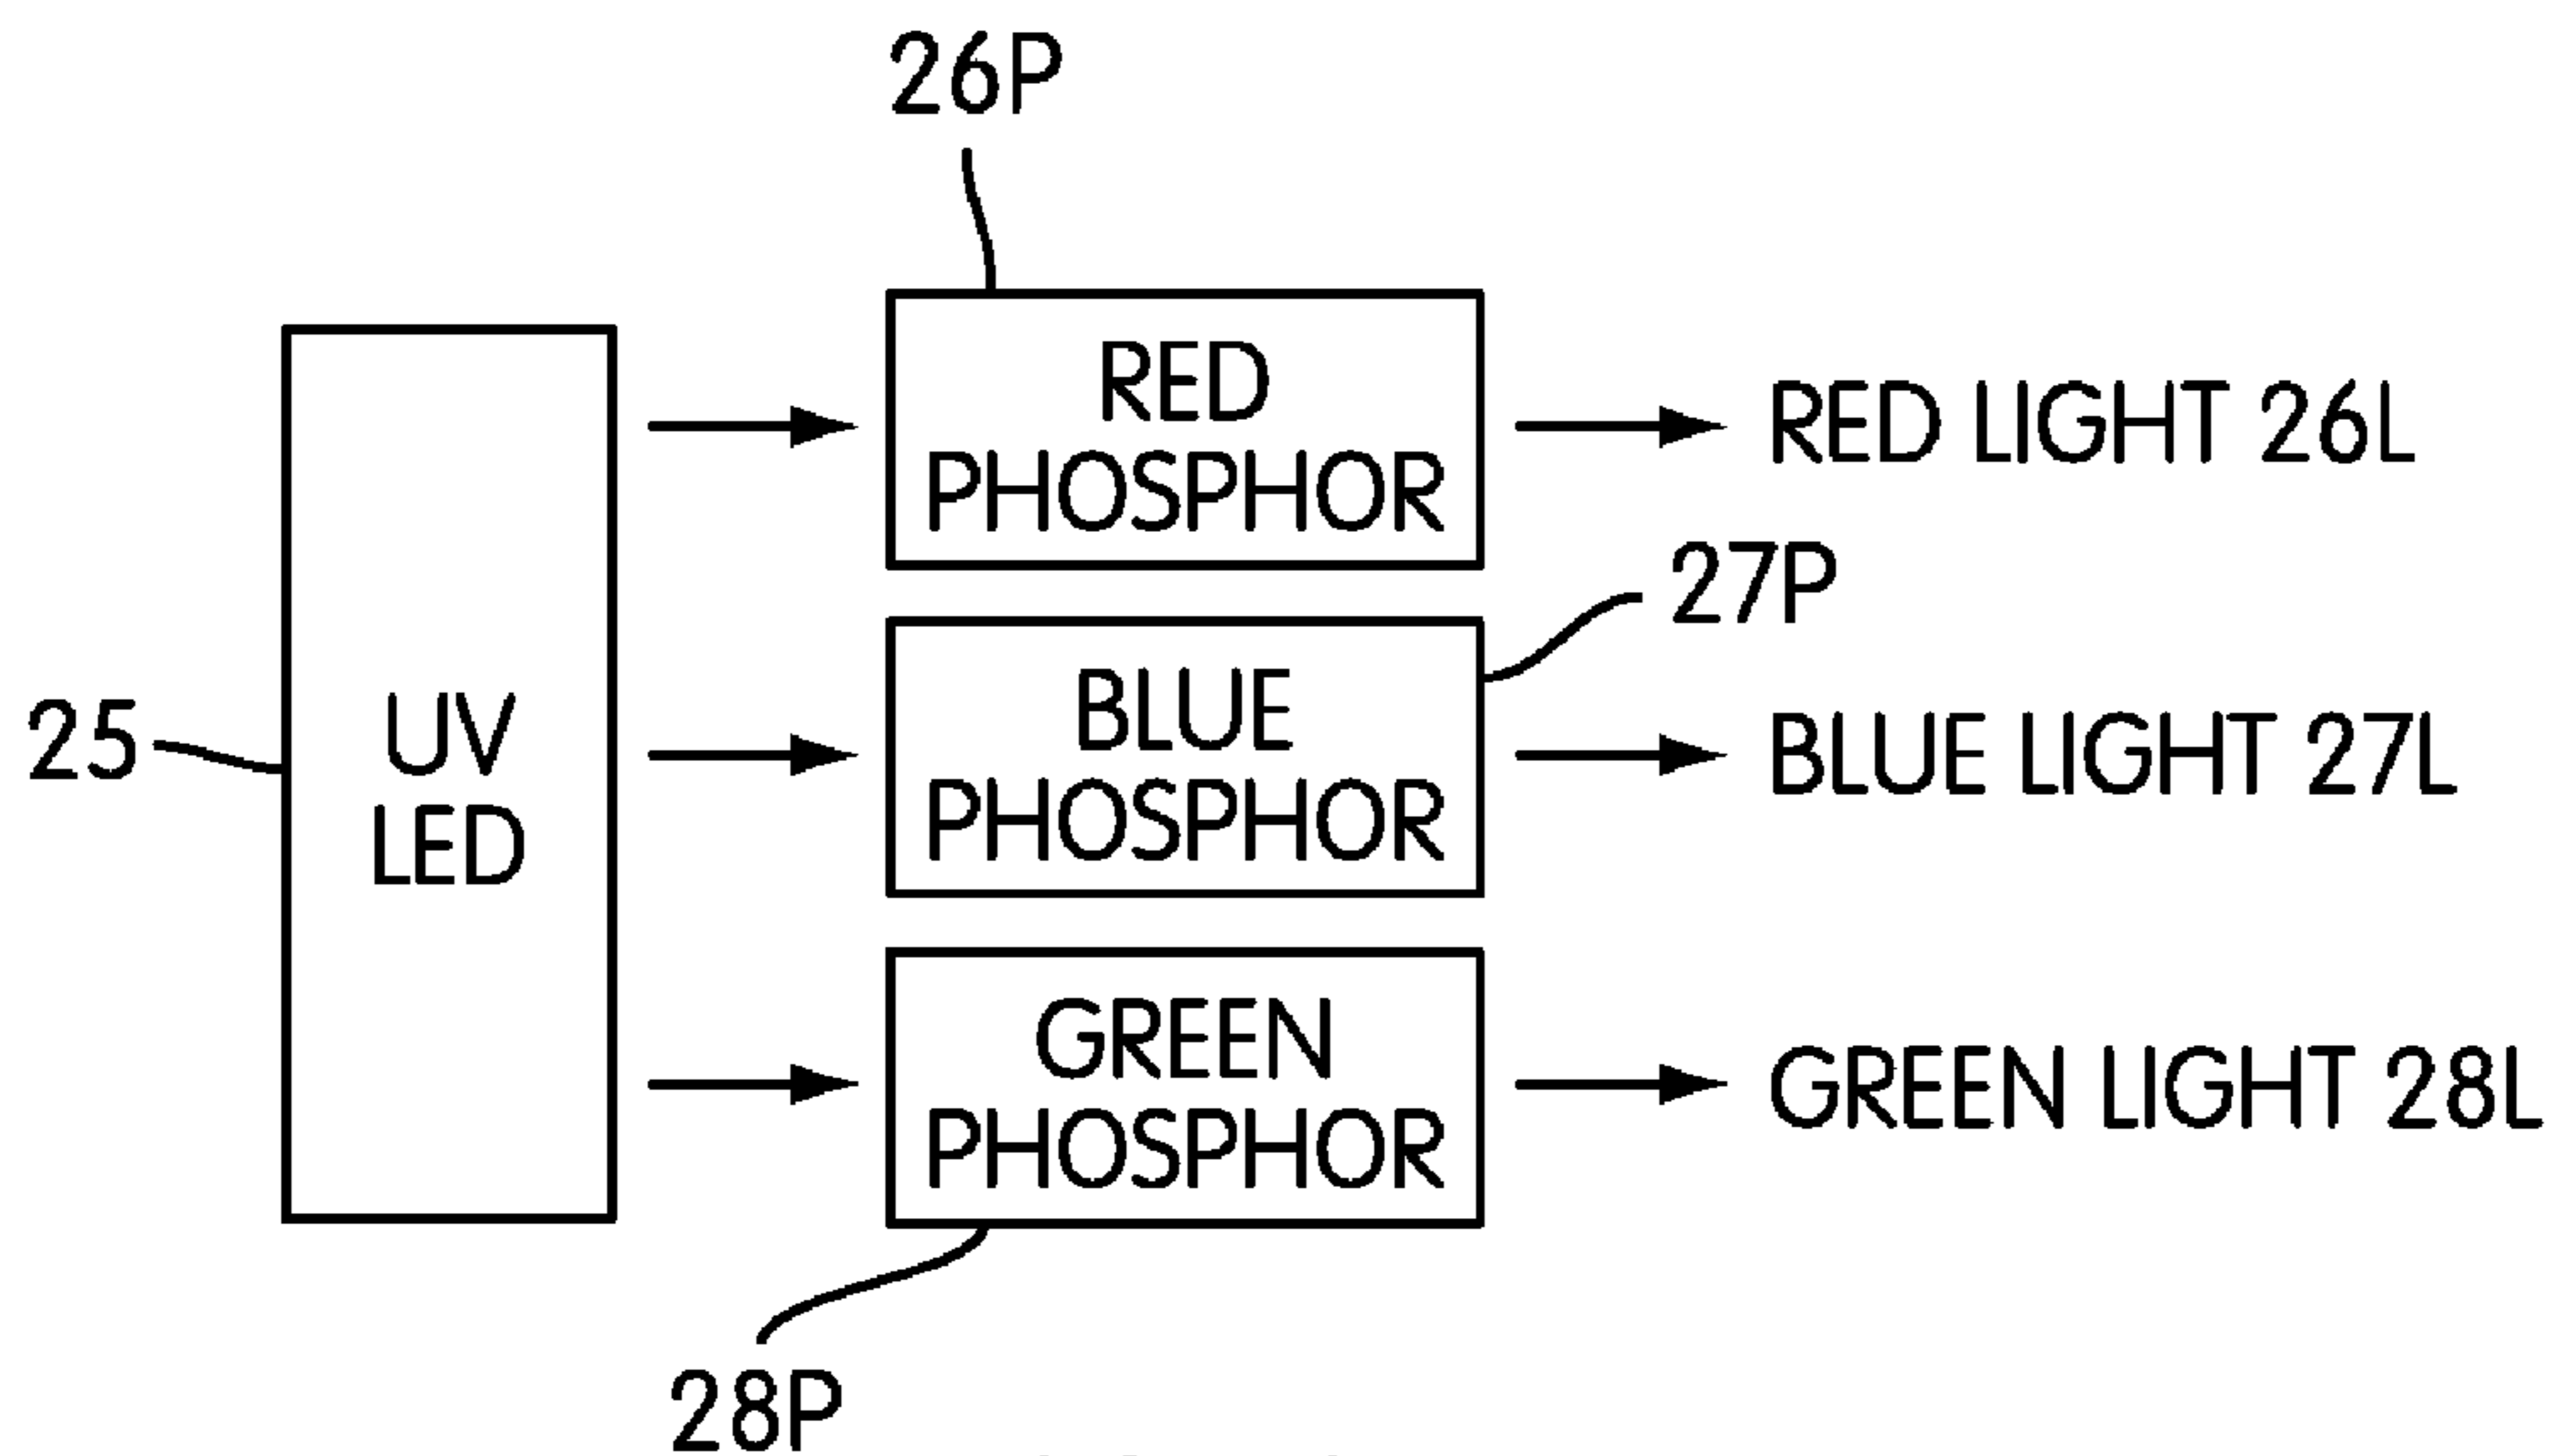 26P
RED
PHOSPHOR
RED LIGHT 26L
27P
25
UV
LED
BLUE
PHOSPHOR
BLUE LIGHT 27L
GREEN
PHOSPHOR
GREEN LIGHT 28L
28P